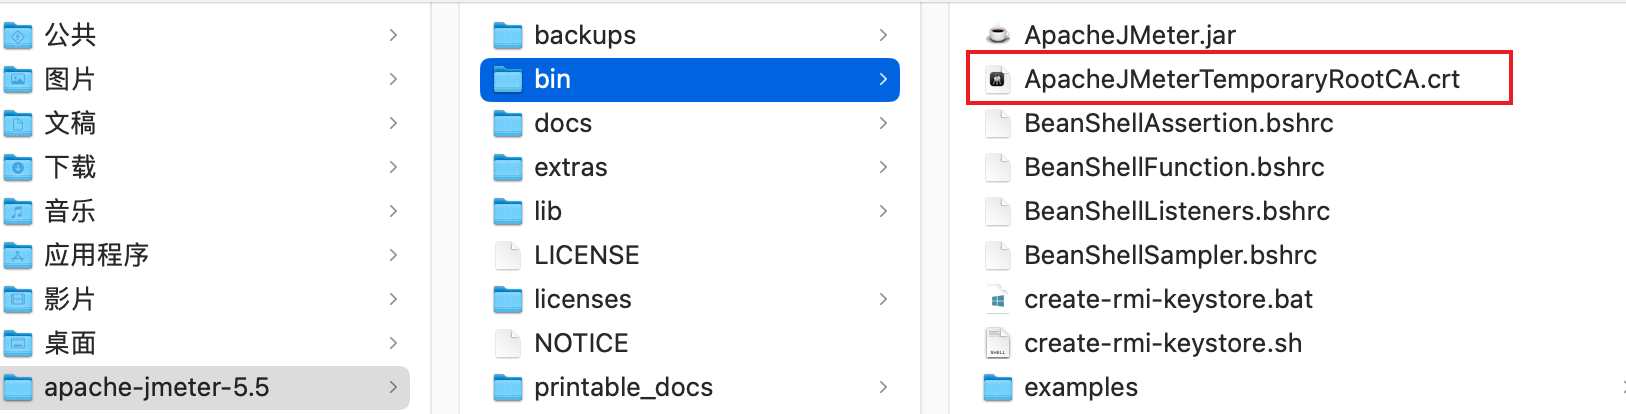 公共
图片
文稿
下载
音乐
应用程序
影片
桌面
apache-jmeter-5.5
backups
bin
docs
extras
lib
LICENSE
licenses
NOTICE
printable_docs
ApacheJMeter.jar
ApacheJMeterTemporaryRootCA.crt
BeanShellAssertion.bshrc
BeanShellFunction.bshrc
BeanShellListeners.bshrc
BeanShellSampler.bshrc
create-rmi-keystore.bat
create-rmi-keystore.sh
SHELL
examples